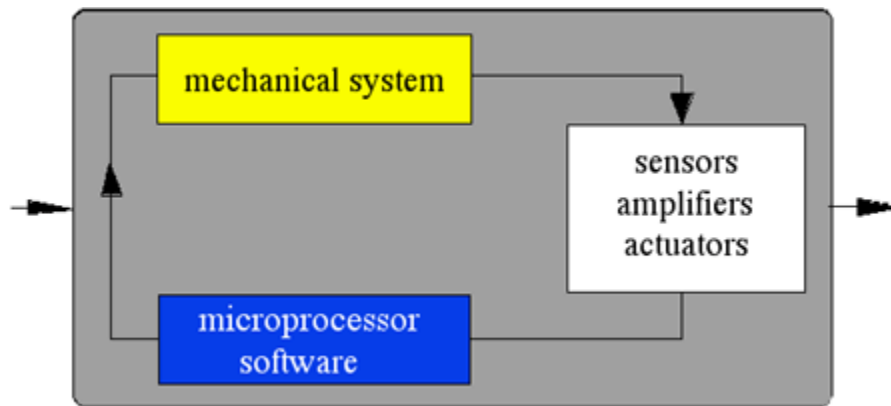 mechanical system
sensors
amplifiers
actuators
microprocessor
software